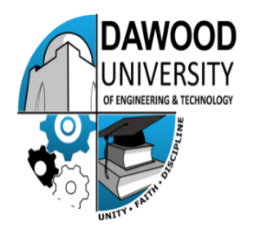 DAWOOD
UNIVERSITY
OF ENGINEERING & TECHNOLOGY
UNITY • FAITH • DISCIPLINE